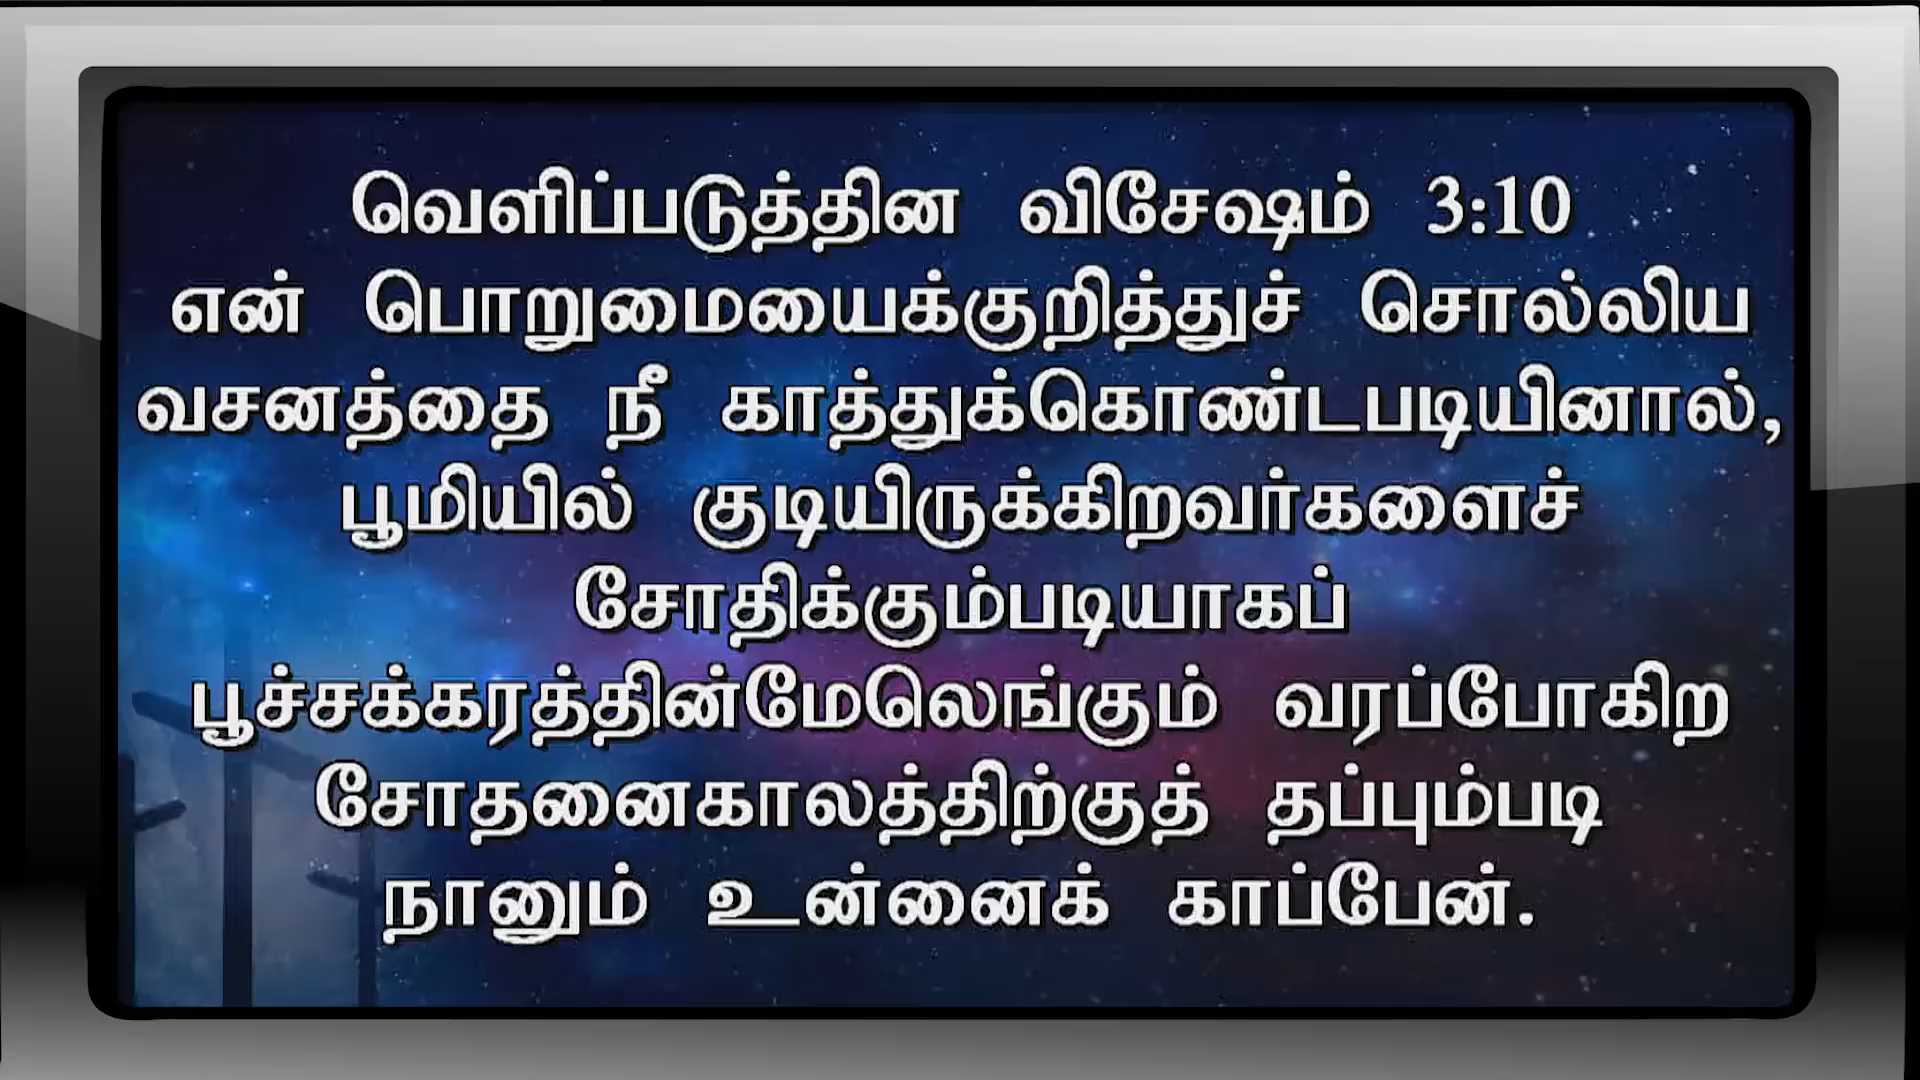 வெளிப்படுத்தின விசேஷம் 3:10
என் பொறுமையைக்குறித்துச் சொல்லிய
வசனத்தை நீ காத்துக்கொண்டபடியினால்,
பூமியில் குடியிருக்கிறவர்களைச்
சோதிக்கும்படியாகப்
பூச்சக்கரத்தின்மேலெங்கும் வரப்போகிற
சோதனைகாலத்திற்குத் தப்பும்படி
நானும் உன்னைக் காப்பேன்.